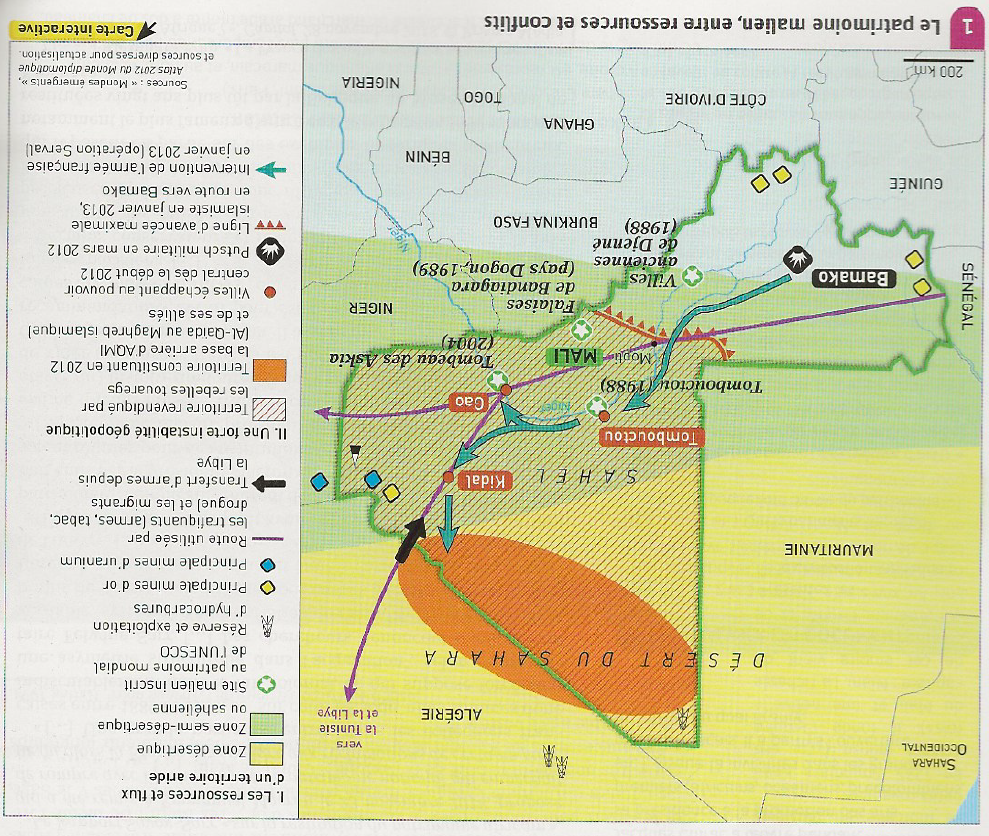 1 Le patrimoine malien, entre ressources et conflits
I. Les ressources et flux
d'un territoire aride
Zone désertique
Zone semi-désertique
ou sahélienne
Site malien inscrit
au patrimoine mondial
de l'UNESCO
Réserve et exploitation
d'hydrocarbures
Principale mines d'or
Principale mines d'uranium
Route utilisée par
les trafiquants (armes, tabac,
drogue) et les migrants
Transfert d'armes depuis
la Libye
II. Une forte instabilité géopolitique
Territoire revendiqué par
les rebelles touaregs
Territoire constituant en 2012
la base arrière d'AQMI
(Al-Qaida au Maghreb islamique)
et de ses alliés
Villes échappant au pouvoir
central dès le début 2012
Putsch militaire en mars 2012
Ligne d'avancée maximale
islamiste en janvier 2013,
en route vers Bamako
Intervention de l'armée française
en janvier 2013 (opération Serval)
Sources : « Mondes émergents »,
Atlas 2012 du Monde diplomatique
et sources diverses pour actualisation.
Carte interactive
SAHARA
OCCIDENTAL
ALGÉRIE
vers
la Tunisie
et la Libye
DÉSERT DU SAHARA
MAURITANIE
SAHEL
Kidal
Tombouctou
Tombouctou (1988)
Niger
Gao
Tombeau des Askia
(2004)
MALI
Mopti
Falaises
de Bandiagara
(pays Dogon, 1989)
Villes
anciennes
de Djenné
(1988)
Bamako
SÉNÉGAL
NIGER
Niger
BURKINA FASO
GUINÉE
BÉNIN
GHANA
TOGO
CÔTE D'IVOIRE
NIGERIA
200 km